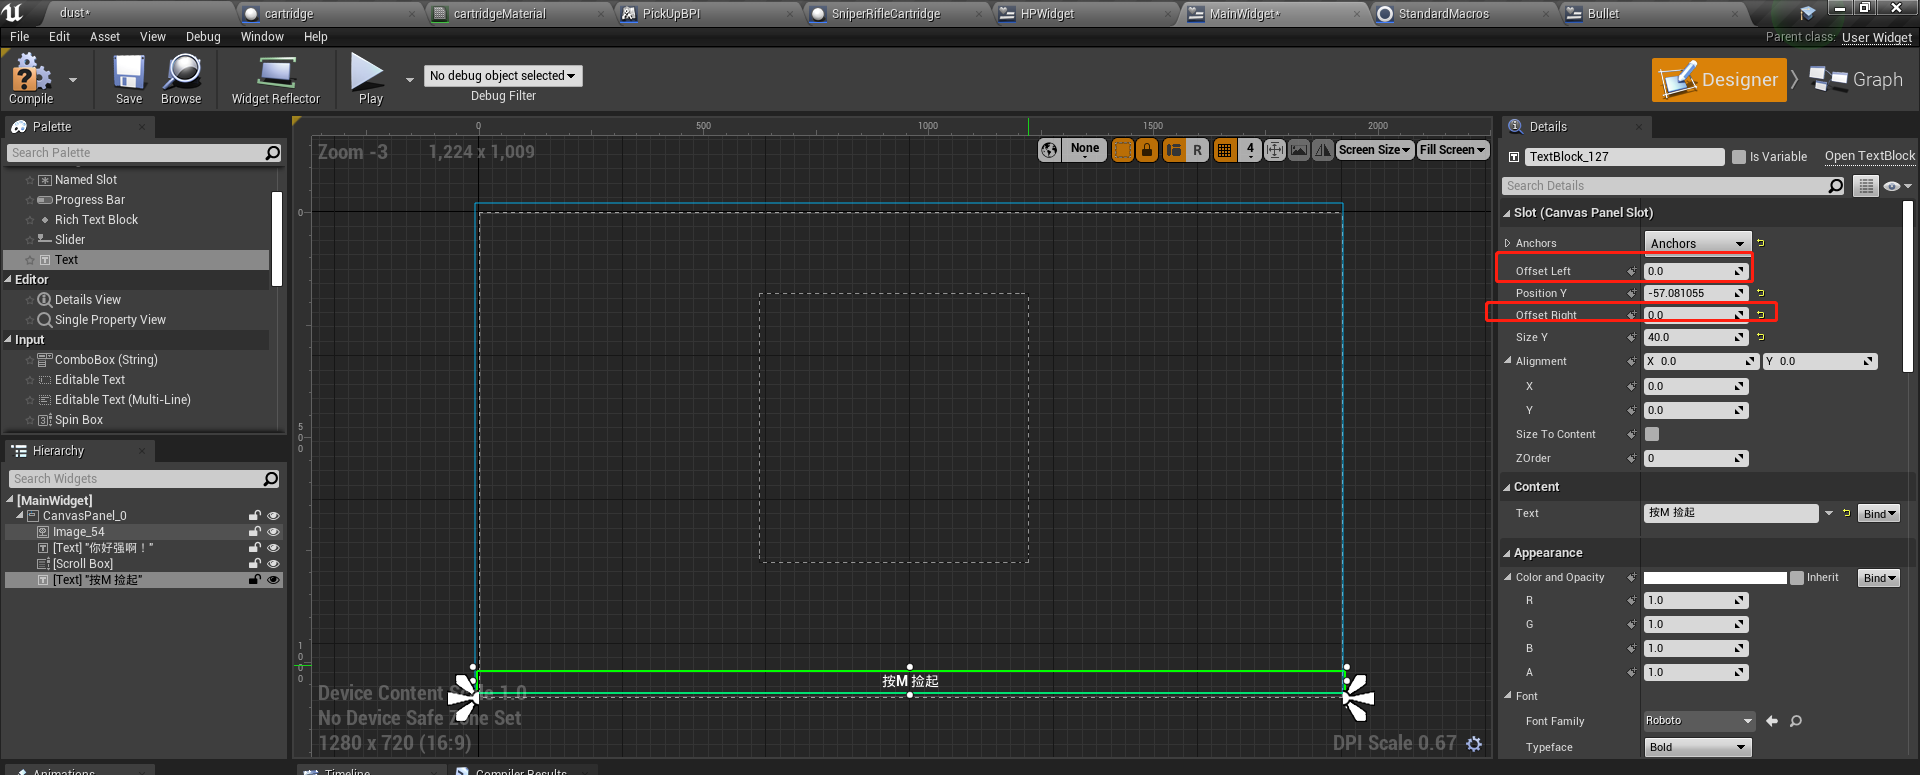 dust*
cartridge
cartridgeMaterial
PickUpBPI
SniperRifleCartridge
HPWidget
MainWidget*
StandardMacros
Bullet
File Edit Asset View Debug Window Help
Parent class: User Widget
Compile
Save
Browse
Widget Reflector
Play
No debug object selected
Debug Filter
Designer
Graph
Palette
Search Palette
Named Slot
Progress Bar
Rich Text Block
Slider
Text
Editor
Details View
Single Property View
Input
ComboBox (String)
Editable Text
Editable Text (Multi-Line)
Spin Box
Hierarchy
Search Widgets
[MainWidget]
CanvasPanel_0
Image_54
[Text] "你好强啊！"
[Scroll Box]
[Text] "按M 捡起"
Animations
0 500 1000 1500 2000
Zoom -3 1,224 x 1,009
None R 4 Screen Size Fill Screen
0
5
0
0
1
0
0
0
按M 捡起
Device Content Scale 1.0
No Device Safe Zone Set
1280 x 720 (16:9)
DPI Scale 0.67
Timeline
Compiler Results
Details
TextBlock_127 Is Variable Open TextBlock
Search Details
Slot (Canvas Panel Slot)
Anchors Anchors
Offset Left 0.0
Position Y -57.081055
Offset Right 0.0
Size Y 40.0
Alignment X 0.0 Y 0.0
X 0.0
Y 0.0
Size To Content
ZOrder 0
Content
Text 按M 捡起 Bind
Appearance
Color and Opacity Inherit Bind
R 1.0
G 1.0
B 1.0
A 1.0
Font
Font Family Roboto
Typeface Bold